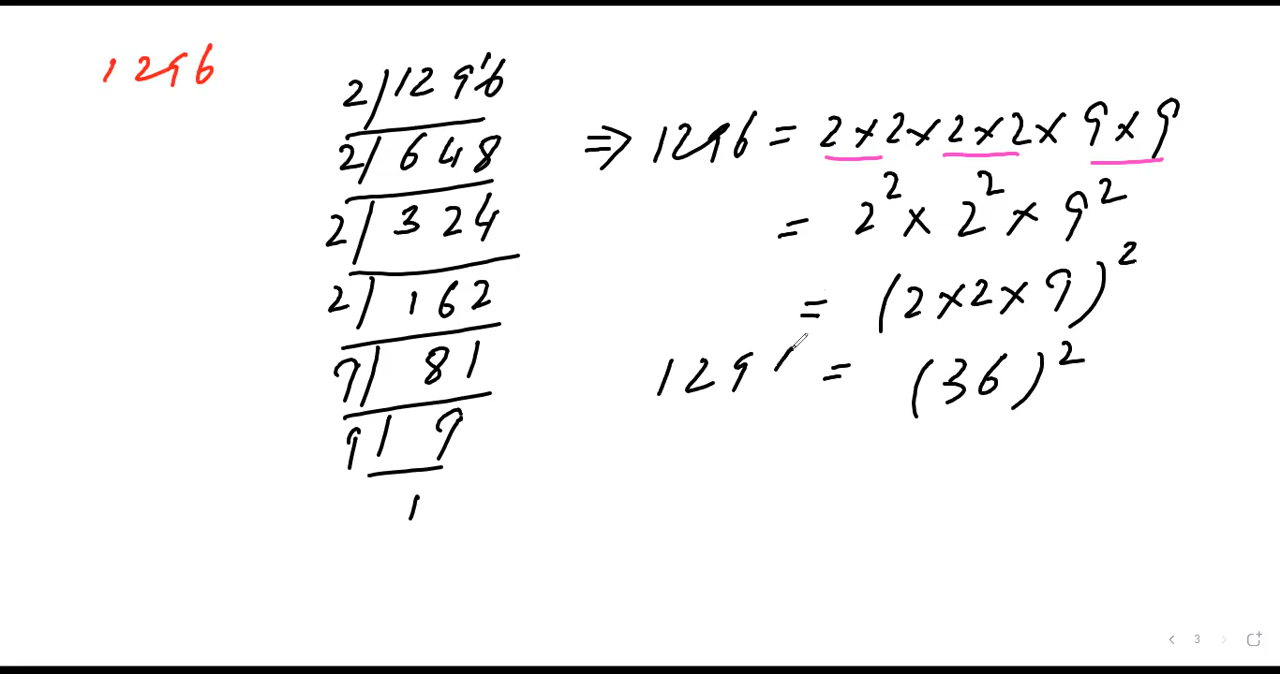 1296
2 | 1296
2 | 648
2 | 324
2 | 162
9 | 81
9 | 9
1
⇒ 1296 = 2 × 2 × 2 × 2 × 9 × 9
= 2² × 2² × 9²
= (2 × 2 × 9)²
129 = (36)²
3